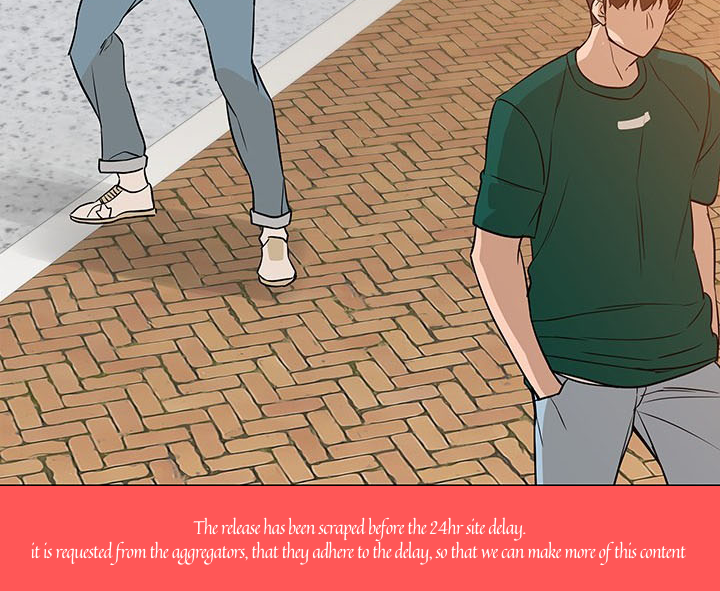 The release has been scraped before the 24hr site delay.
it is requested from the aggregators, that they adhere to the delay, so that we can make more of this content